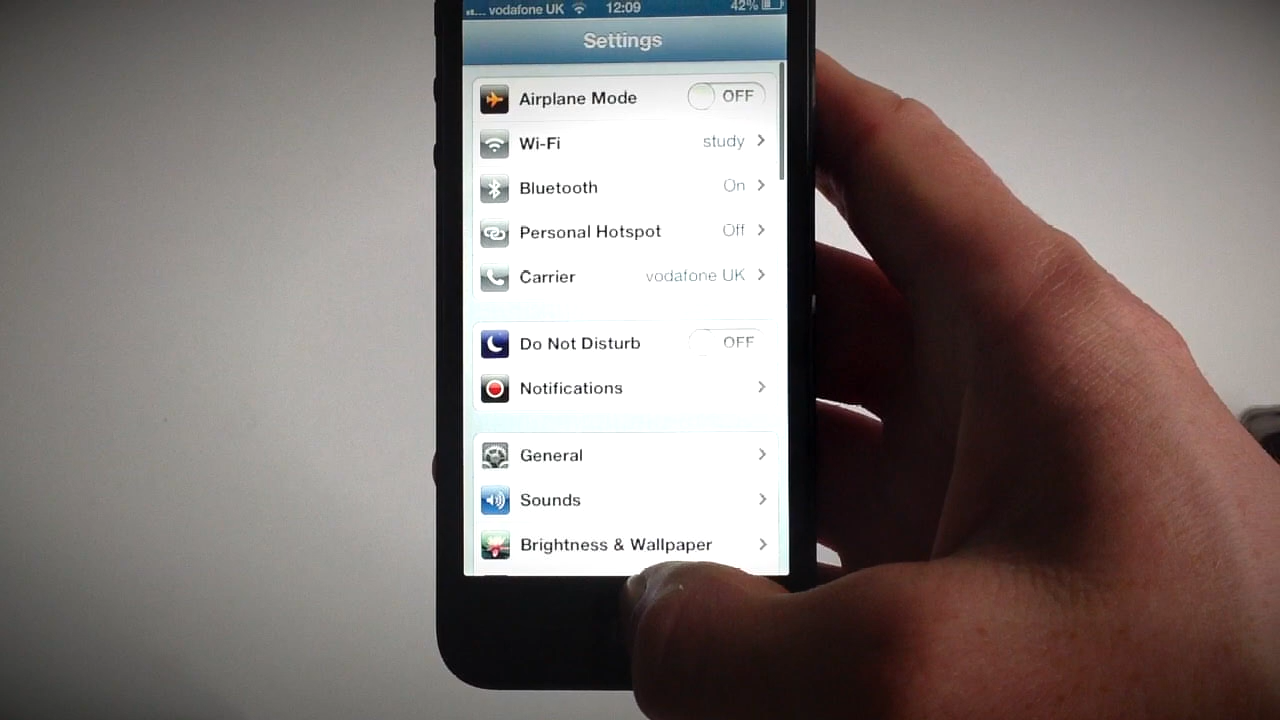 vodafone UK 12:09 42%
Settings
Airplane Mode OFF
Wi-Fi study
Bluetooth On
Personal Hotspot Off
Carrier vodafone UK
Do Not Disturb OFF
Notifications
General
Sounds
Brightness & Wallpaper